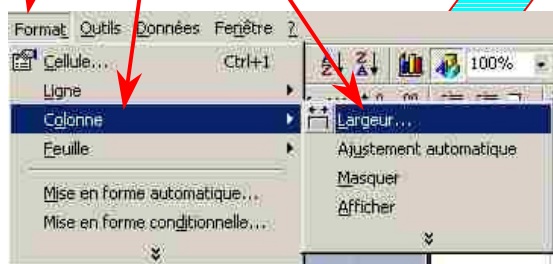 Format Outils Données Fenêtre ?
Cellule... Ctrl+1
100%
Ligne
Colonne
Largeur...
Feuille
Ajustement automatique
Masquer
Mise en forme automatique...
Afficher
Mise en forme conditionnelle...